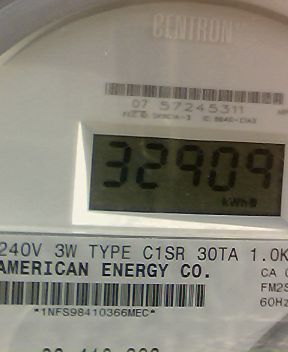 CENTRON
07 57245311
32909
kWh
240V 3W TYPE C1SR 30TA 1.0K
AMERICAN ENERGY CO.
CA
FM2S
60Hz
*1NFS98410366MEC*